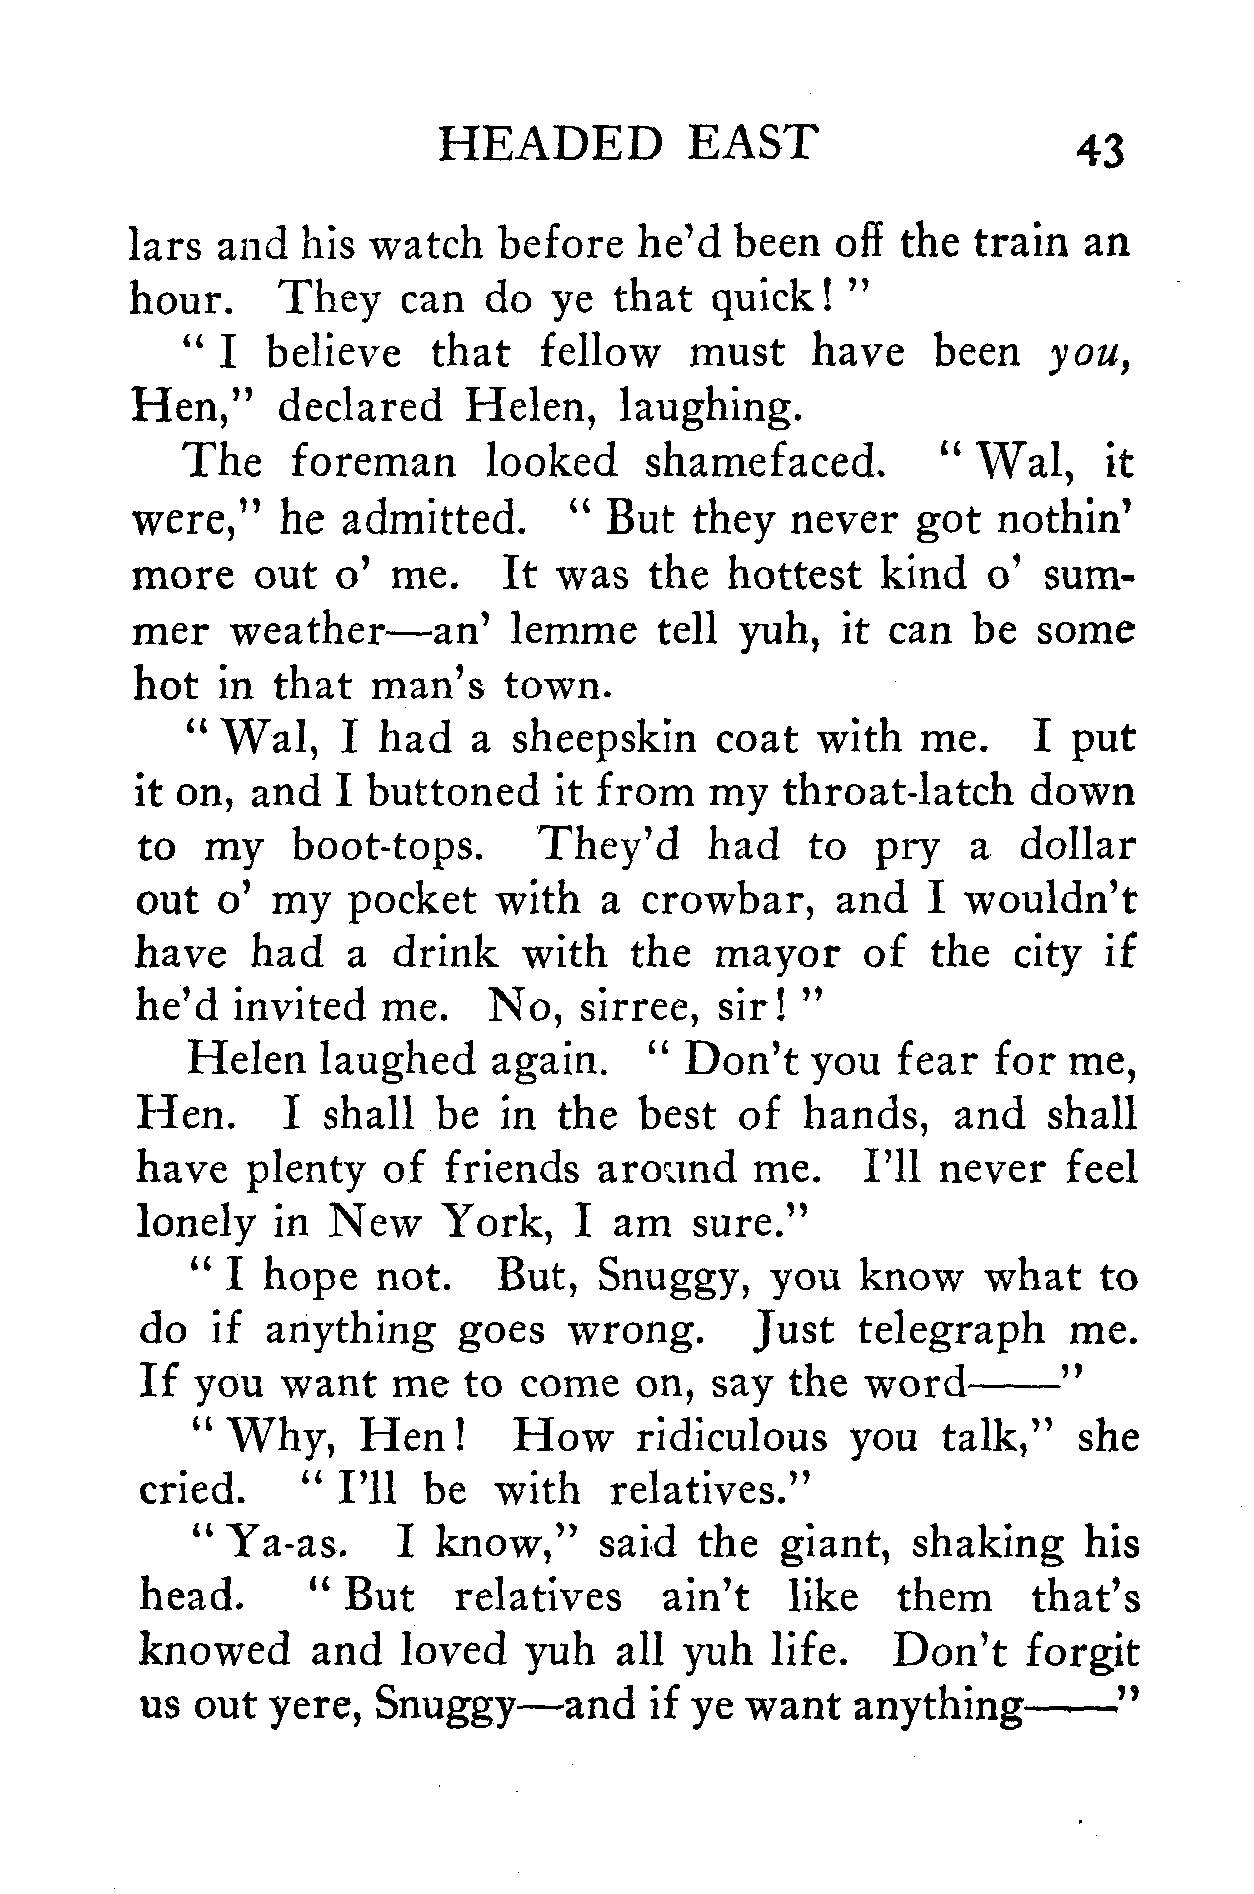 HEADED EAST 43
lars and his watch before he'd been off the train an
hour. They can do ye that quick! "
" I believe that fellow must have been you,
Hen," declared Helen, laughing.
The foreman looked shamefaced. " Wal, it
were," he admitted. " But they never got nothin'
more out o' me. It was the hottest kind o' sum-
mer weather—an' lemme tell yuh, it can be some
hot in that man's town.
" Wal, I had a sheepskin coat with me. I put
it on, and I buttoned it from my throat-latch down
to my boot-tops. They'd had to pry a dollar
out o' my pocket with a crowbar, and I wouldn't
have had a drink with the mayor of the city if
he'd invited me. No, sirree, sir! "
Helen laughed again. " Don't you fear for me,
Hen. I shall be in the best of hands, and shall
have plenty of friends around me. I'll never feel
lonely in New York, I am sure."
" I hope not. But, Snuggy, you know what to
do if anything goes wrong. Just telegraph me.
If you want me to come on, say the word——"
" Why, Hen! How ridiculous you talk," she
cried. " I'll be with relatives."
" Ya-as. I know," said the giant, shaking his
head. " But relatives ain't like them that's
knowed and loved yuh all yuh life. Don't forgit
us out yere, Snuggy—and if ye want anything——"